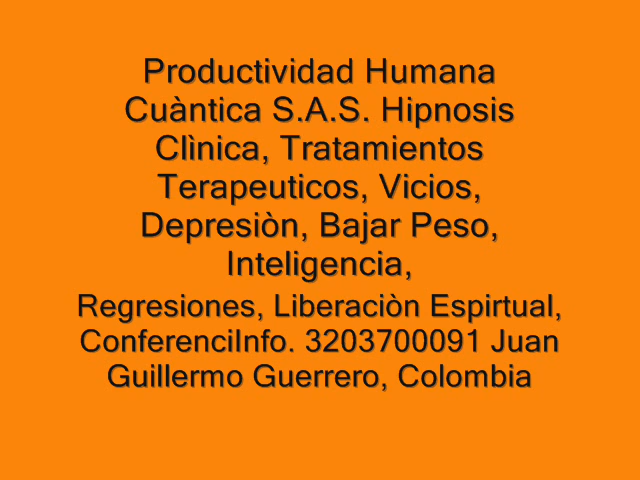 Productividad Humana
Cuàntica S.A.S. Hipnosis
Clìnica, Tratamientos
Terapeuticos, Vicios,
Depresiòn, Bajar Peso,
Inteligencia,
Regresiones, Liberaciòn Espirtual,
ConferenciInfo. 3203700091 Juan
Guillermo Guerrero, Colombia